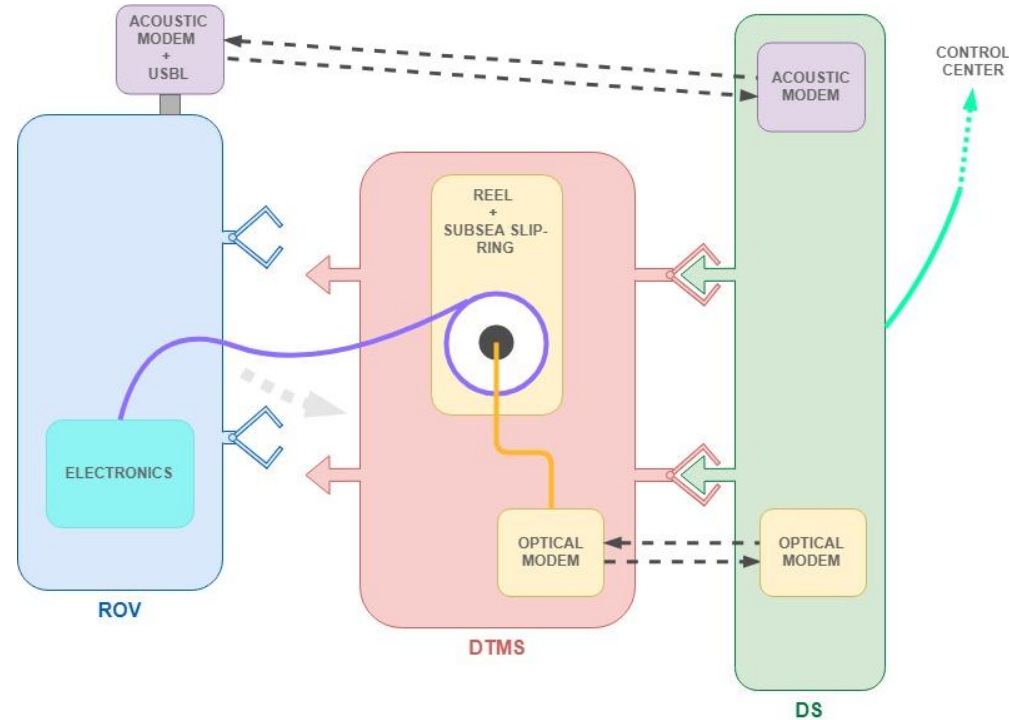 ACOUSTIC
MODEM
+
USBL
ACOUSTIC
MODEM
CONTROL
CENTER
REEL
+
SUBSEA SLIP-
RING
ELECTRONICS
OPTICAL
MODEM
OPTICAL
MODEM
ROV
DTMS
DS